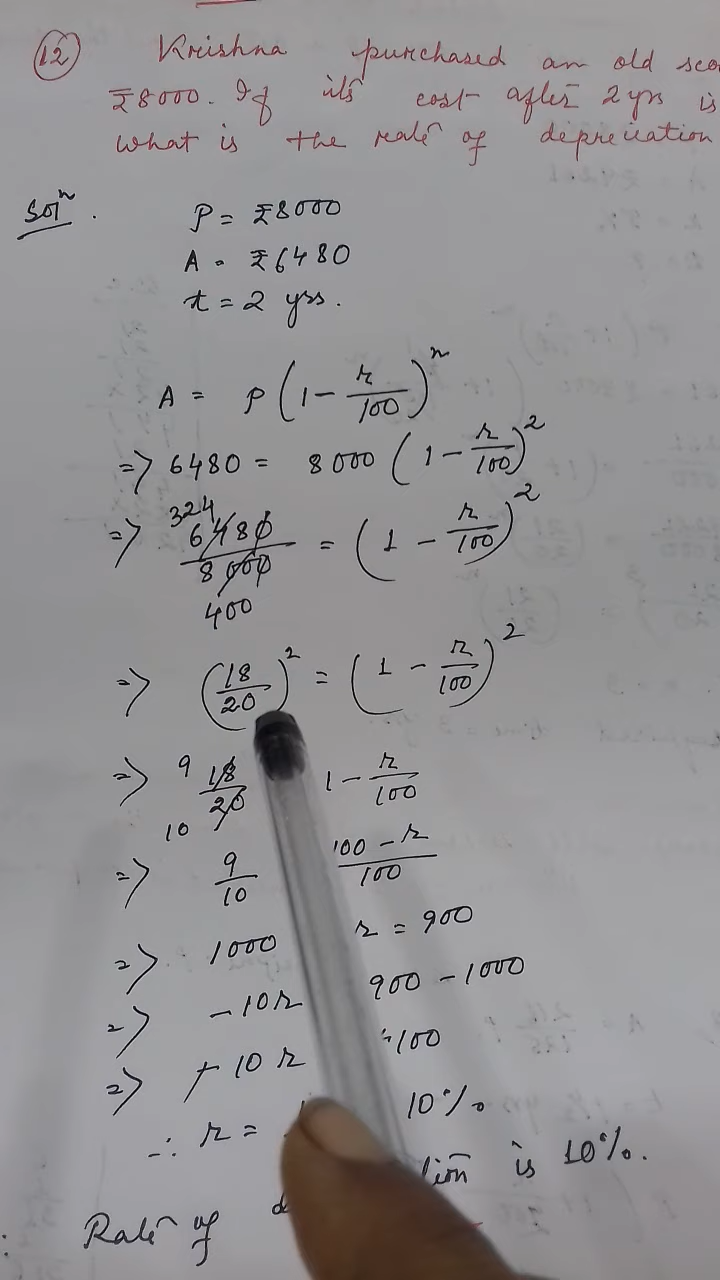 (12) Krishna purchased an old
₹8000. If its cost after 2 yrs is
what is the rate of depreciation
Solⁿ.
P = ₹8000
A = ₹6480
t = 2 yrs.
A = P(1 - r/100)ⁿ
=> 6480 = 8000 (1 - r/100)²
=> 324 6480/8000 400 = (1 - r/100)²
=> (18/20)² = (1 - r/100)²
=> 9 18/20 10 1 - r/100
=> 9/10 100 - r/100
=> 1000 r = 900
=> -10r 900 - 1000
=> +10r 100
∴ r = 10%
Rate of is 10%.